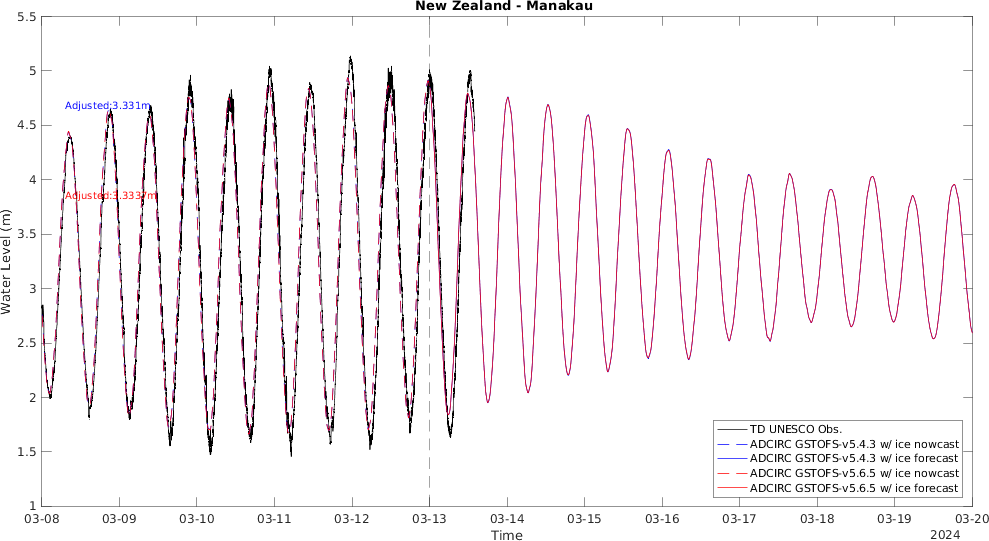 New Zealand - Manakau
5.5
5
4.5
4
3.5
3
2.5
2
1.5
1
Water Level (m)
Adjusted:3.331m
Adjusted:3.3337m
TD UNESCO Obs.
ADCIRC GSTOFS-v5.4.3 w/ ice nowcast
ADCIRC GSTOFS-v5.4.3 w/ ice forecast
ADCIRC GSTOFS-v5.6.5 w/ ice nowcast
ADCIRC GSTOFS-v5.6.5 w/ ice forecast
03-08 03-09 03-10 03-11 03-12 03-13 03-14 03-15 03-16 03-17 03-18 03-19 03-20
Time
2024